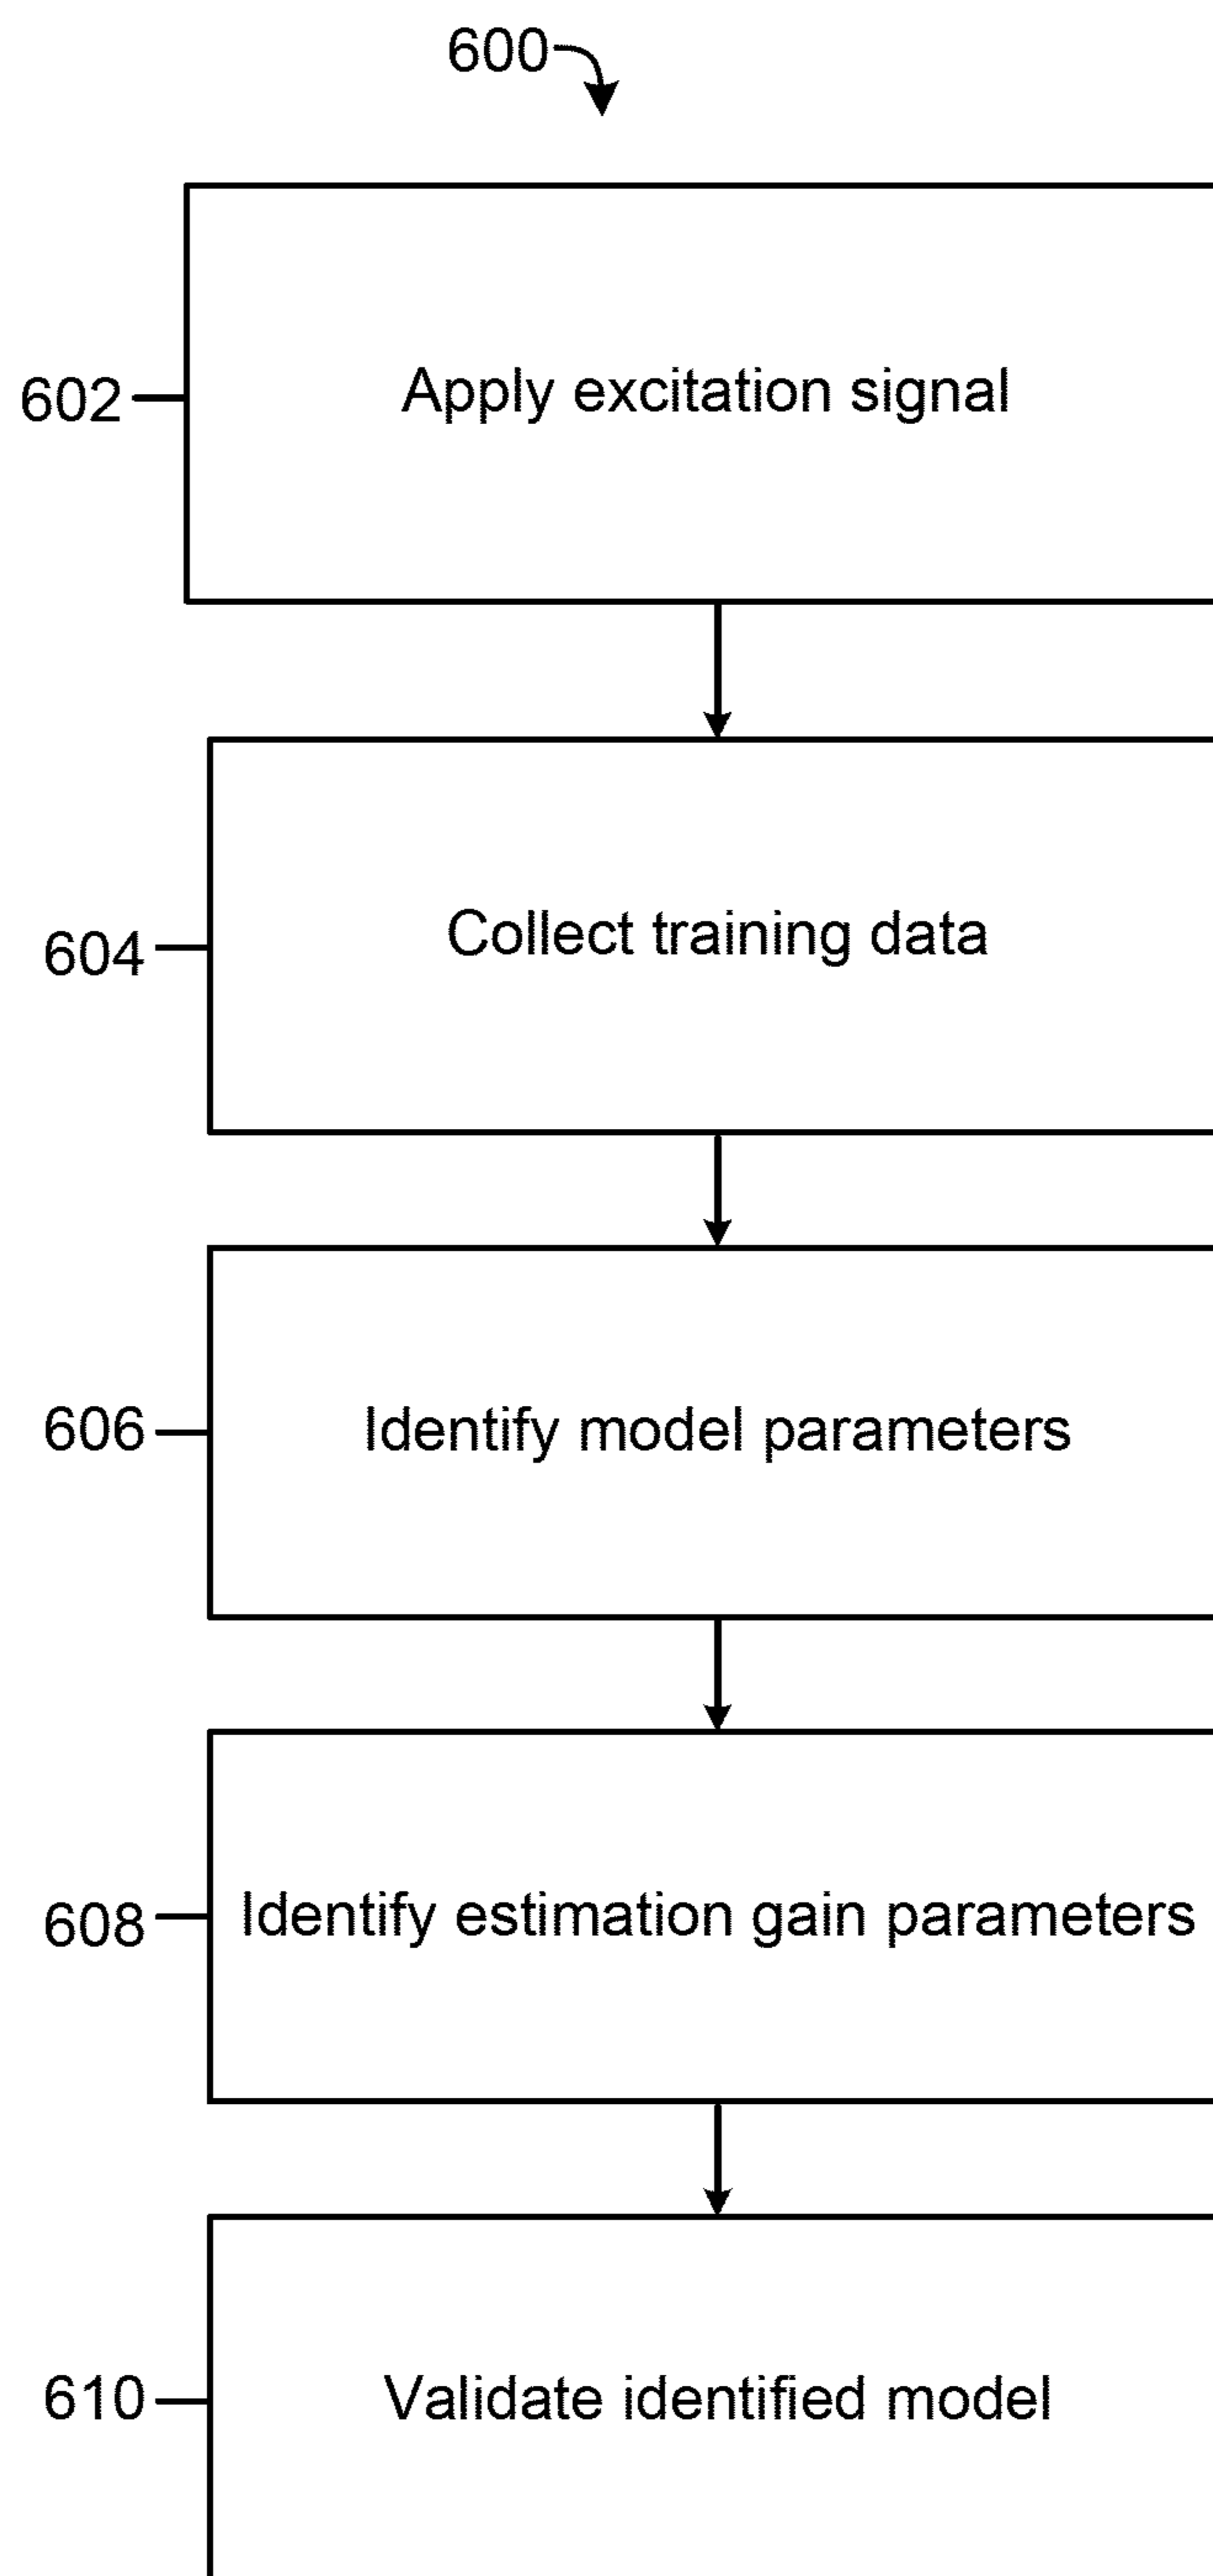 600
602
Apply excitation signal
604
Collect training data
606
Identify model parameters
608
Identify estimation gain parameters
610
Validate identified model